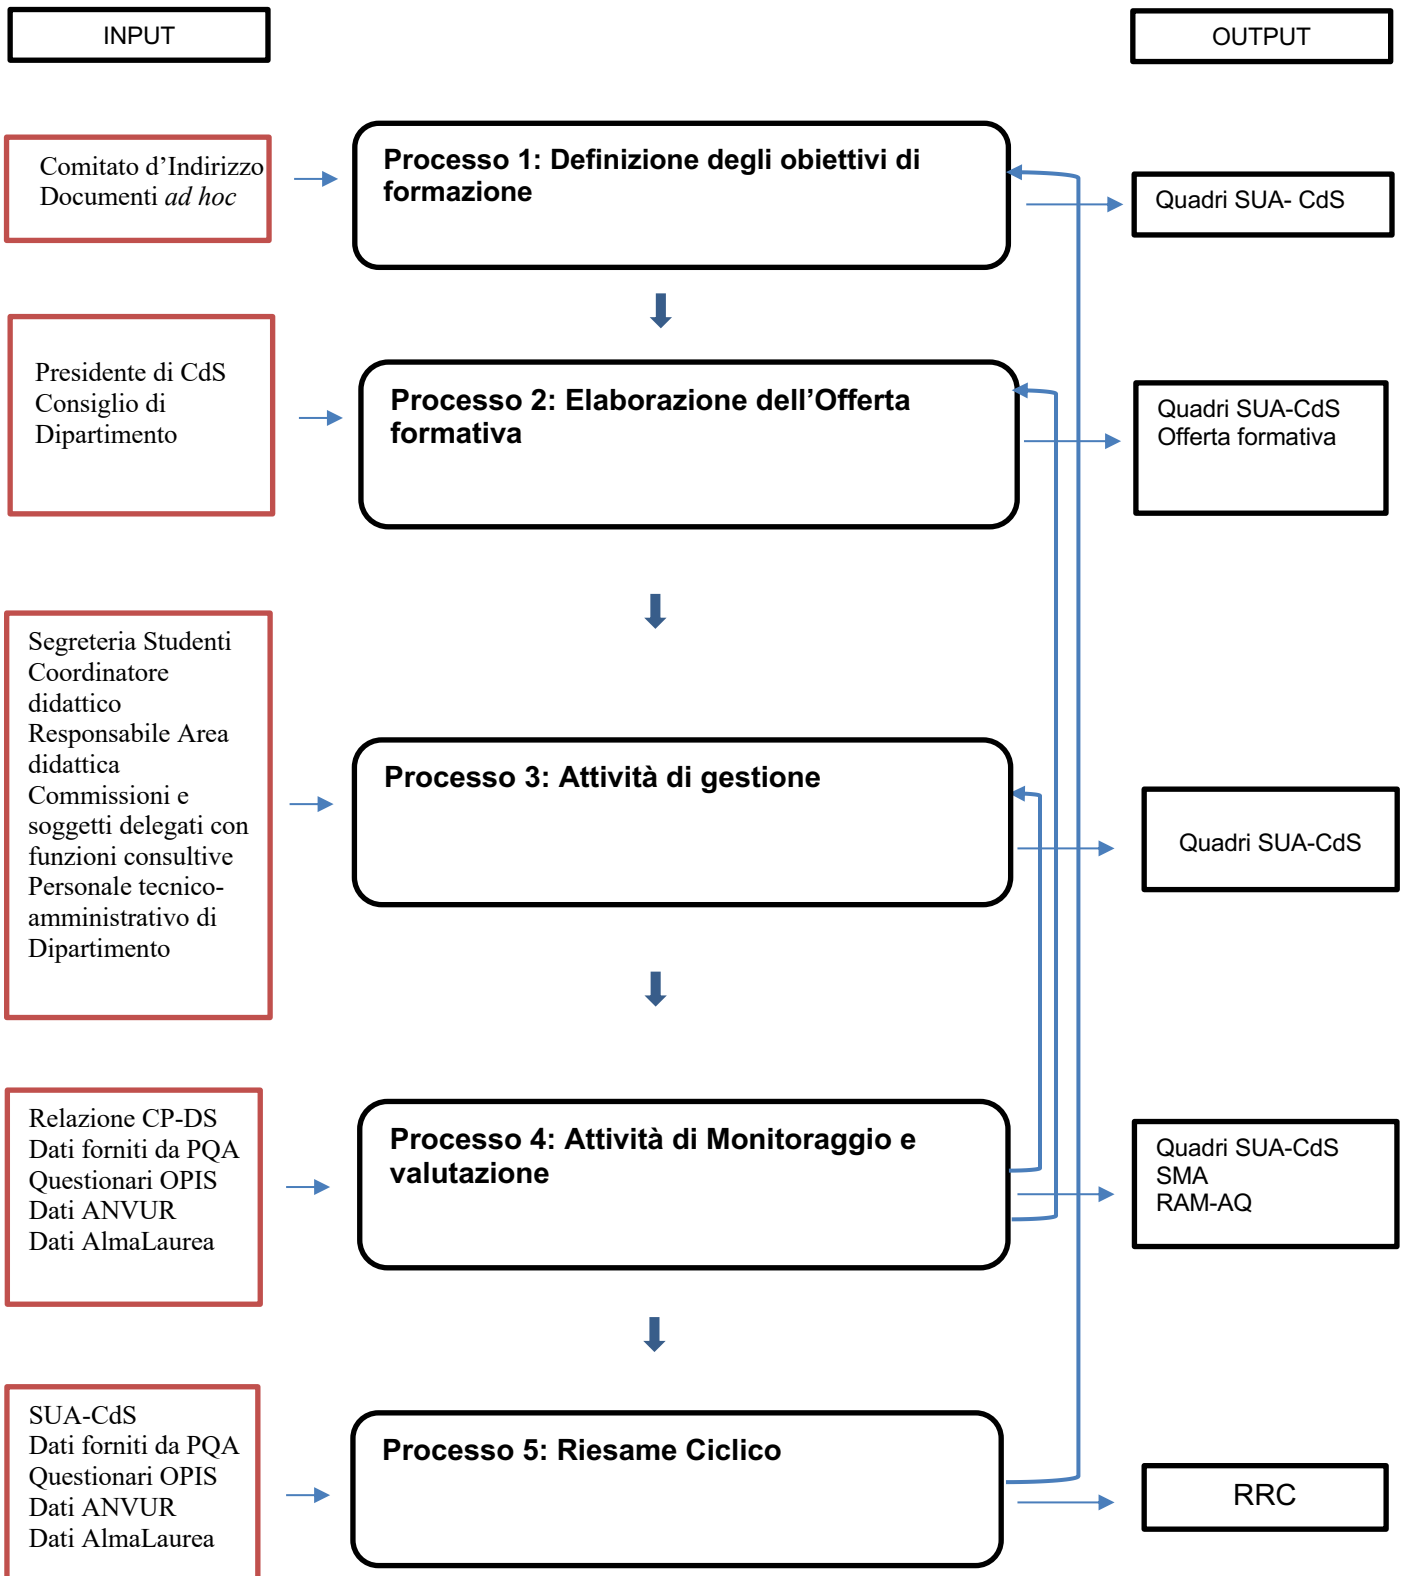 INPUT
OUTPUT
Comitato d’Indirizzo
Documenti ad hoc
Processo 1: Definizione degli obiettivi di
formazione
Quadri SUA- CdS
Presidente di CdS
Consiglio di
Dipartimento
Processo 2: Elaborazione dell’Offerta
formativa
Quadri SUA-CdS
Offerta formativa
Segreteria Studenti
Coordinatore
didattico
Responsabile Area
didattica
Commissioni e
soggetti delegati con
funzioni consultive
Personale tecnico-
amministrativo di
Dipartimento
Processo 3: Attività di gestione
Quadri SUA-CdS
Relazione CP-DS
Dati forniti da PQA
Questionari OPIS
Dati ANVUR
Dati AlmaLaurea
Processo 4: Attività di Monitoraggio e
valutazione
Quadri SUA-CdS
SMA
RAM-AQ
SUA-CdS
Dati forniti da PQA
Questionari OPIS
Dati ANVUR
Dati AlmaLaurea
Processo 5: Riesame Ciclico
RRC